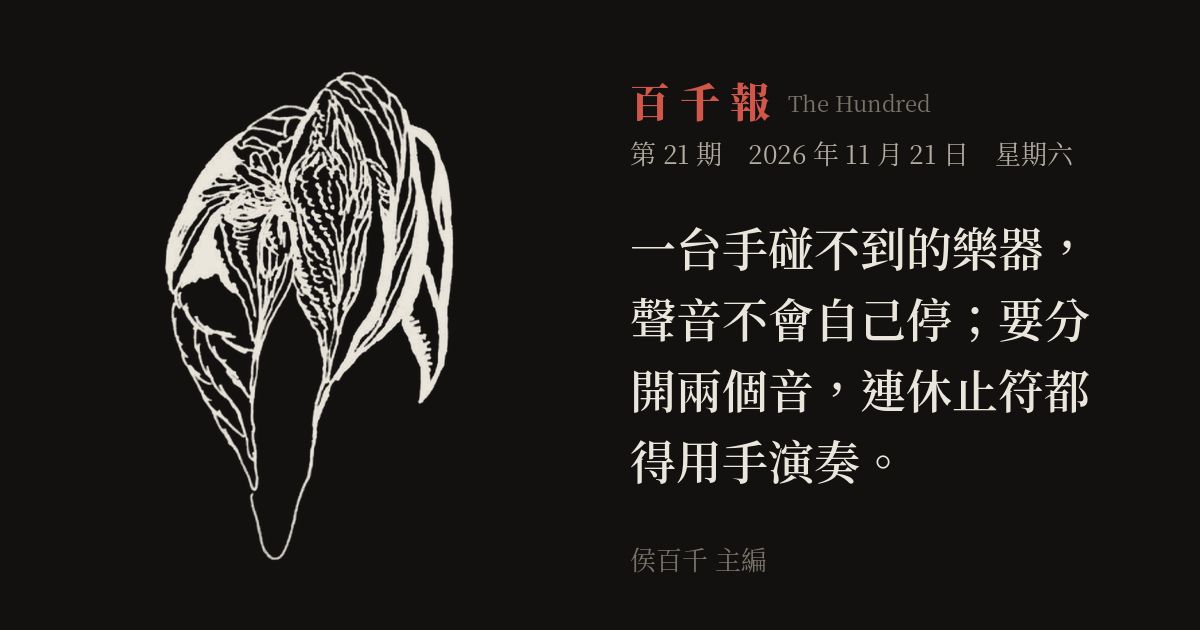 百千報 The Hundred
第 21 期 2026 年 11 月 21 日 星期六
一台手碰不到的樂器，
聲音不會自己停；要分
開兩個音，連休止符都
得用手演奏。
侯百千 主編